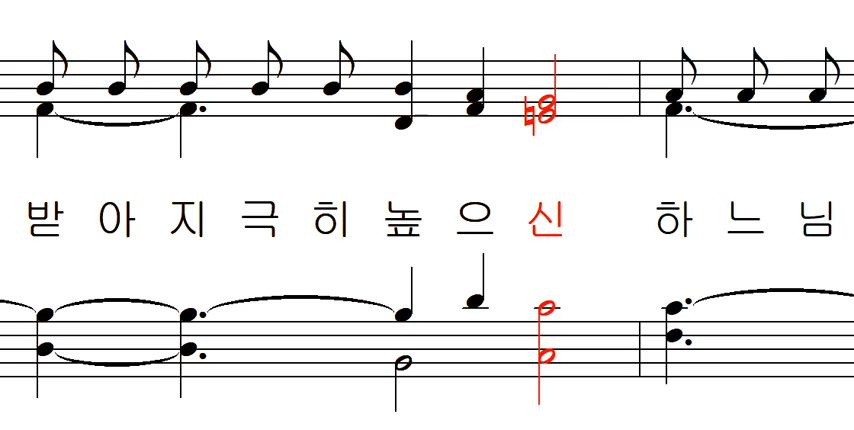 받 아 지 극 히 높 으 신 하 느 님